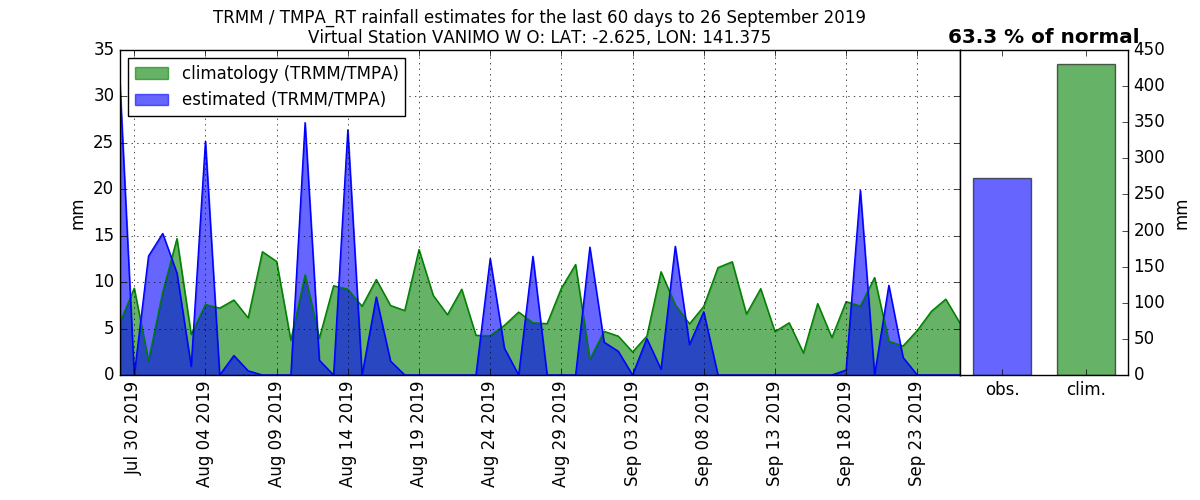 TRMM / TMPA_RT rainfall estimates for the last 60 days to 26 September 2019
Virtual Station VANIMO W O: LAT: -2.625, LON: 141.375
63.3 % of normal
climatology (TRMM/TMPA)
estimated (TRMM/TMPA)
35
30
25
20
15
10
5
0
mm
Jul 30 2019
Aug 04 2019
Aug 09 2019
Aug 14 2019
Aug 19 2019
Aug 24 2019
Aug 29 2019
Sep 03 2019
Sep 08 2019
Sep 13 2019
Sep 18 2019
Sep 23 2019
obs.
clim.
450
400
350
300
250
200
150
100
50
0
mm